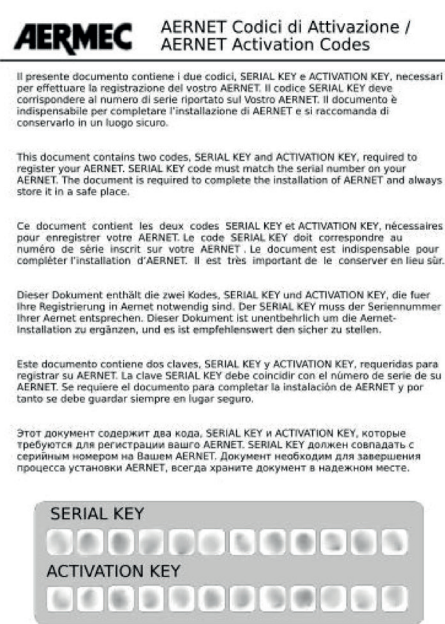 AERMEC
AERNET Codici di Attivazione /
AERNET Activation Codes
Il presente documento contiene i due codici, SERIAL KEY e ACTIVATION KEY, necessari
per effettuare la registrazione del vostro AERNET. Il codice SERIAL KEY deve
corrispondere al numero di serie riportato sul Vostro AERNET. Il documento è
indispensabile per completare l'installazione di AERNET e si raccomanda di
conservarlo in un luogo sicuro.
This document contains two codes, SERIAL KEY and ACTIVATION KEY, required to
register your AERNET. SERIAL KEY code must match the serial number on your
AERNET. The document is required to complete the installation of AERNET and always
store it in a safe place.
Ce document contient les deux codes SERIAL KEY et ACTIVATION KEY, nécessaires
pour enregistrer votre AERNET. Le code SERIAL KEY doit correspondre au
numéro de série inscrit sur votre AERNET . Le document est indispensable pour
compléter l'installation d'AERNET. Il est très important de le conserver en lieu sûr.
Dieser Dokument enthält die zwei Kodes, SERIAL KEY und ACTIVATION KEY, die fuer
Ihre Registrierung in Aernet notwendig sind. Der SERIAL KEY muss der Seriennummer
Ihrer Aernet entsprechen. Dieser Dokument ist unentbehrlich um die Aernet-
Installation zu ergänzen, und es ist empfehlenswert den sicher zu stellen.
Este documento contiene dos claves, SERIAL KEY y ACTIVATION KEY, requeridas para
registrar su AERNET. La clave SERIAL KEY debe coincidir con el número de serie de su
AERNET. Se requiere el documento para completar la instalación de AERNET y por
tanto se debe guardar siempre en lugar seguro.
Этот документ содержит два кода, SERIAL KEY и ACTIVATION KEY, которые
требуются для регистрации вашго AERNET. SERIAL KEY должен совпадать с
серийным номером на Вашем AERNET. Документ необходим для завершения
процесса установки AERNET, всегда храните документ в надежном месте.
SERIAL KEY
ACTIVATION KEY